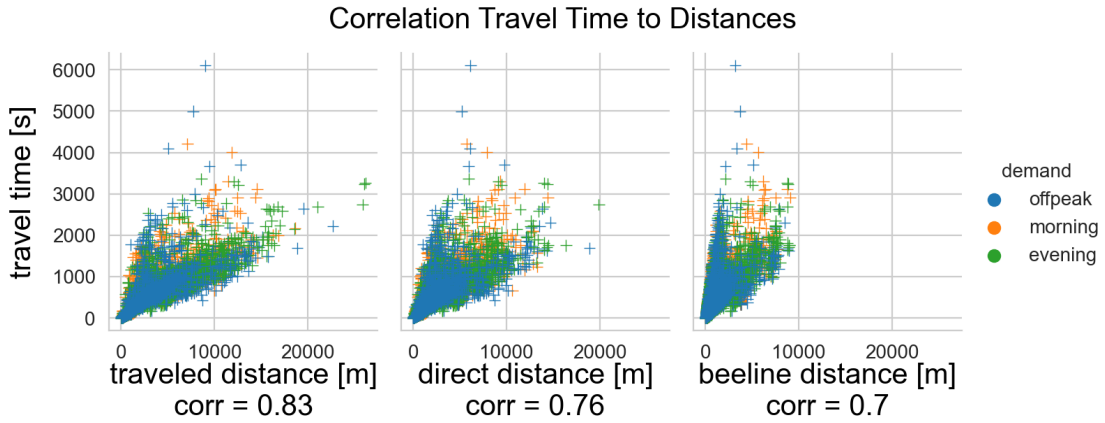 Correlation Travel Time to Distances
travel time [s]
6000
5000
4000
3000
2000
1000
0
0 10000 20000
traveled distance [m]
corr = 0.83
0 10000 20000
direct distance [m]
corr = 0.76
0 10000 20000
beeline distance [m]
corr = 0.7
demand
offpeak
morning
evening